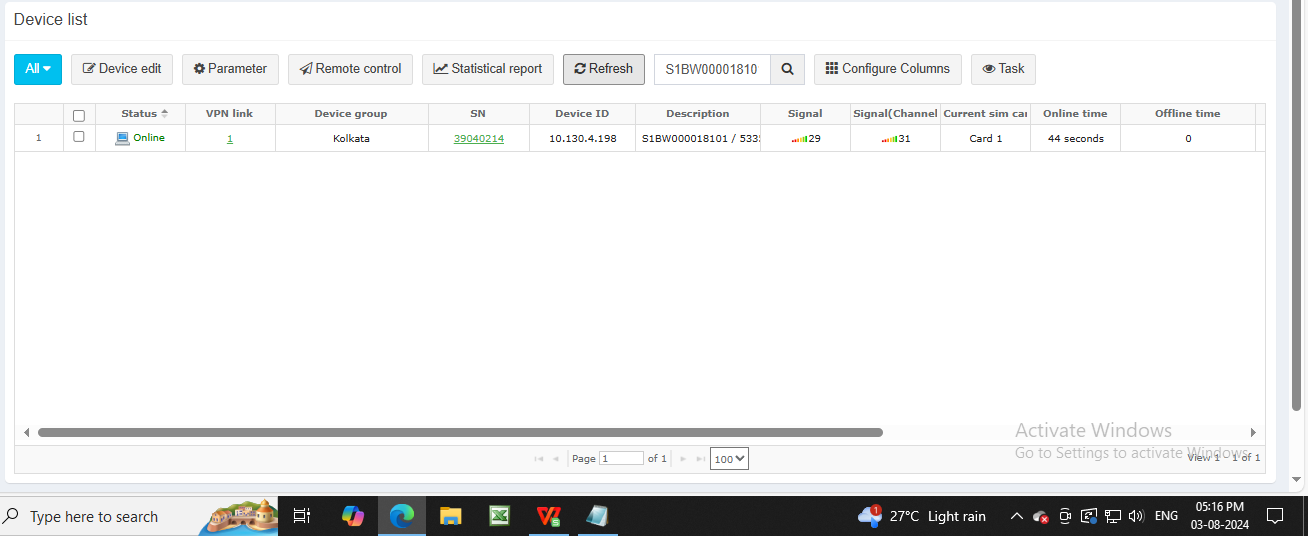 Device list
All Device edit Parameter Remote control Statistical report Refresh S1BW00001810 Configure Columns Task
Status VPN link Device group SN Device ID Description Signal Signal(Channel Current sim car Online time Offline time
1 Online 1 Kolkata 39040214 10.130.4.198 S1BW000018101 / 533 29 31 Card 1 44 seconds 0
Activate Windows
Go to Settings to activate Windows.
Page 1 of 1 100 View 1 - 1 of 1
Type here to search 1 27°C Light rain ENG 05:16 PM
03-08-2024